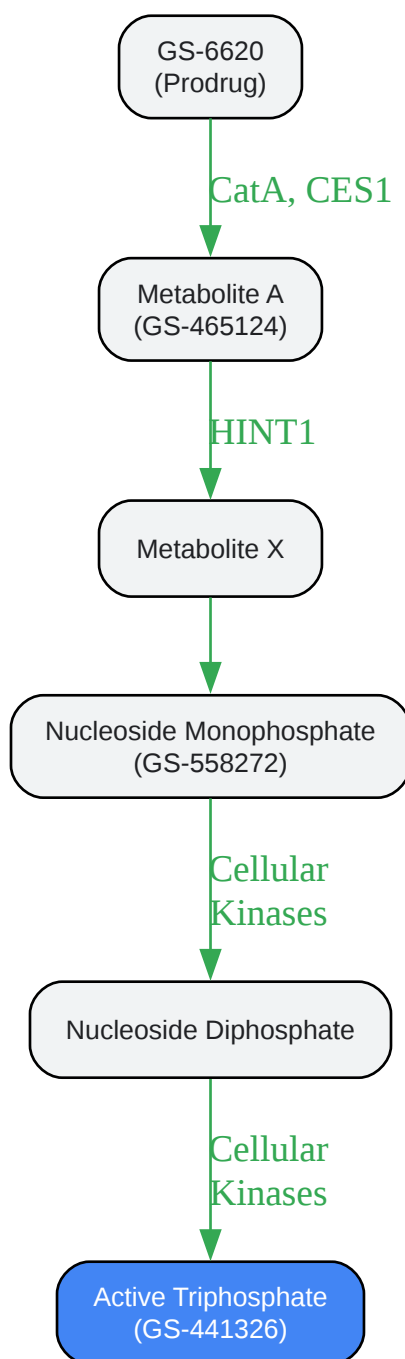 GS-6620
(Prodrug)
CatA, CES1
Metabolite A
(GS-465124)
HINT1
Metabolite X
Nucleoside Monophosphate
(GS-558272)
Cellular
Kinases
Nucleoside Diphosphate
Cellular
Kinases
Active Triphosphate
(GS-441326)